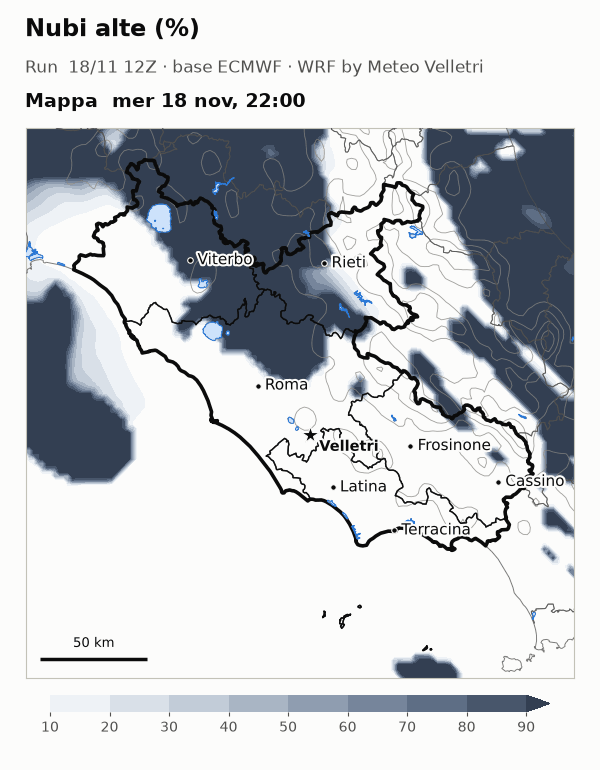 Nubi alte (%)
Run  18/11 12Z · base ECMWF · WRF by Meteo Velletri
Mappa  mer 18 nov, 22:00
Viterbo
Rieti
Roma
Velletri
Frosinone
Cassino
Latina
Terracina
50 km
10 20 30 40 50 60 70 80 90